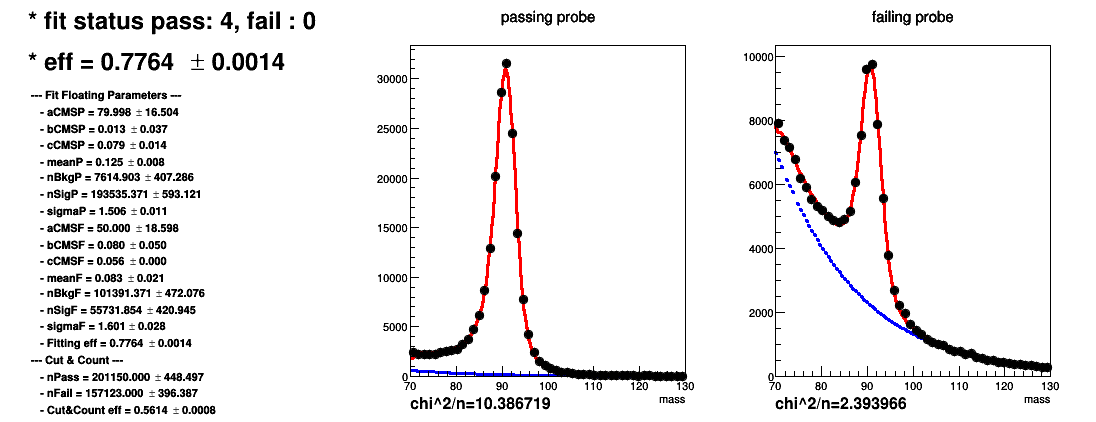 * fit status pass: 4, fail : 0
* eff = 0.7764 ± 0.0014
--- Fit Floating Parameters ---
- aCMSP = 79.998 ± 16.504
- bCMSP = 0.013 ± 0.037
- cCMSP = 0.079 ± 0.014
- meanP = 0.125 ± 0.008
- nBkgP = 7614.903 ± 407.286
- nSigP = 193535.371 ± 593.121
- sigmaP = 1.506 ± 0.011
- aCMSF = 50.000 ± 18.598
- bCMSF = 0.080 ± 0.050
- cCMSF = 0.056 ± 0.000
- meanF = 0.083 ± 0.021
- nBkgF = 101391.371 ± 472.076
- nSigF = 55731.854 ± 420.945
- sigmaF = 1.601 ± 0.028
- Fitting eff = 0.7764 ± 0.0014
--- Cut & Count ---
- nPass = 201150.000 ± 448.497
- nFail = 157123.000 ± 396.387
- Cut&Count eff = 0.5614 ± 0.0008
passing probe
30000
25000
20000
15000
10000
5000
0
70 80 90 100 110 120 130
mass
chi^2/n=10.386719
failing probe
10000
8000
6000
4000
2000
0
70 80 90 100 110 120 130
mass
chi^2/n=2.393966